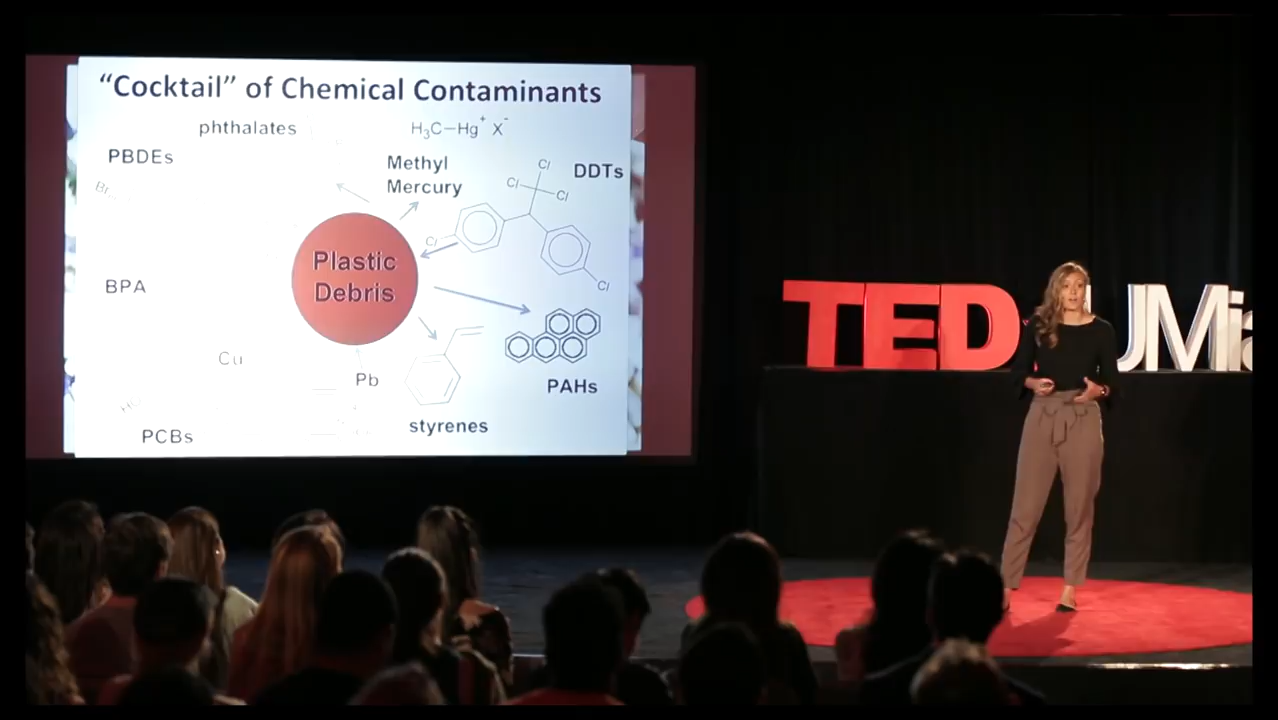 “Cocktail” of Chemical Contaminants
phthalates
H₃C–Hg⁺ X⁻
PBDEs
Methyl
Mercury
DDTs
Cl
Cl
Cl
Cl
Cl
Plastic
Debris
BPA
Cu
Pb
PAHs
PCBs
styrenes
TED
UMia